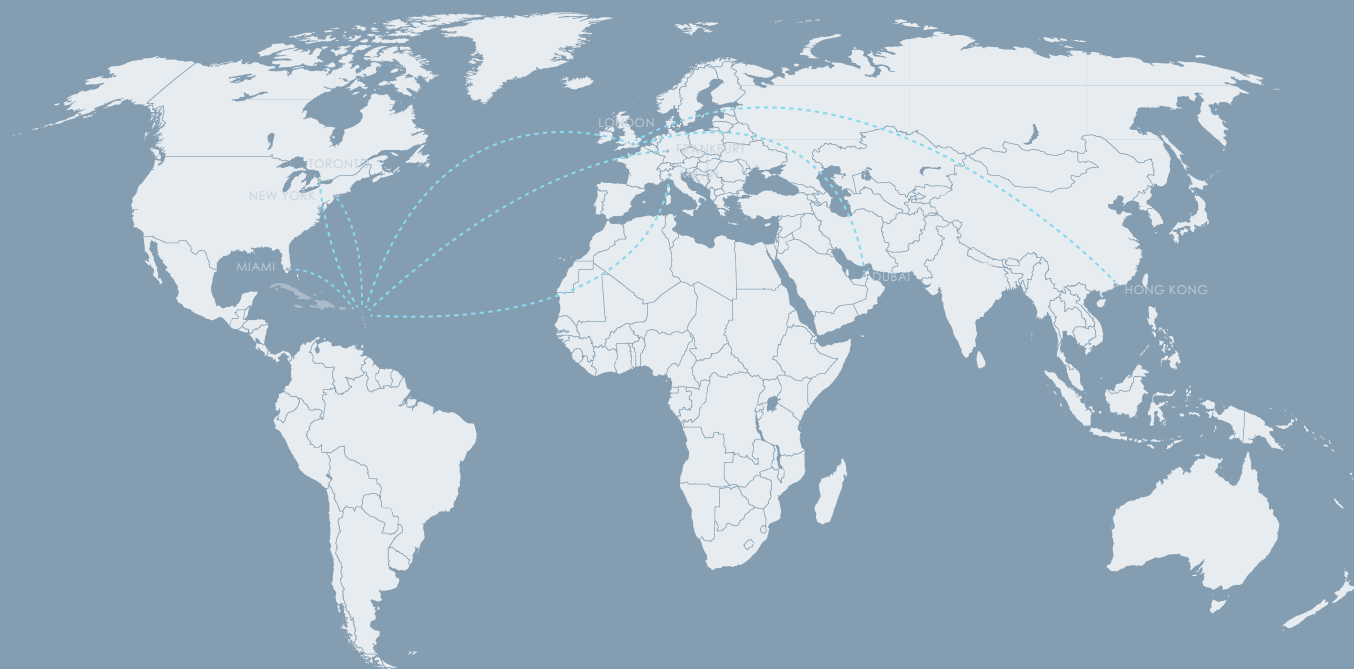 LONDON
FRANKFURT
TORONTO
NEW YORK
MIAMI
DUBAI
HONG KONG